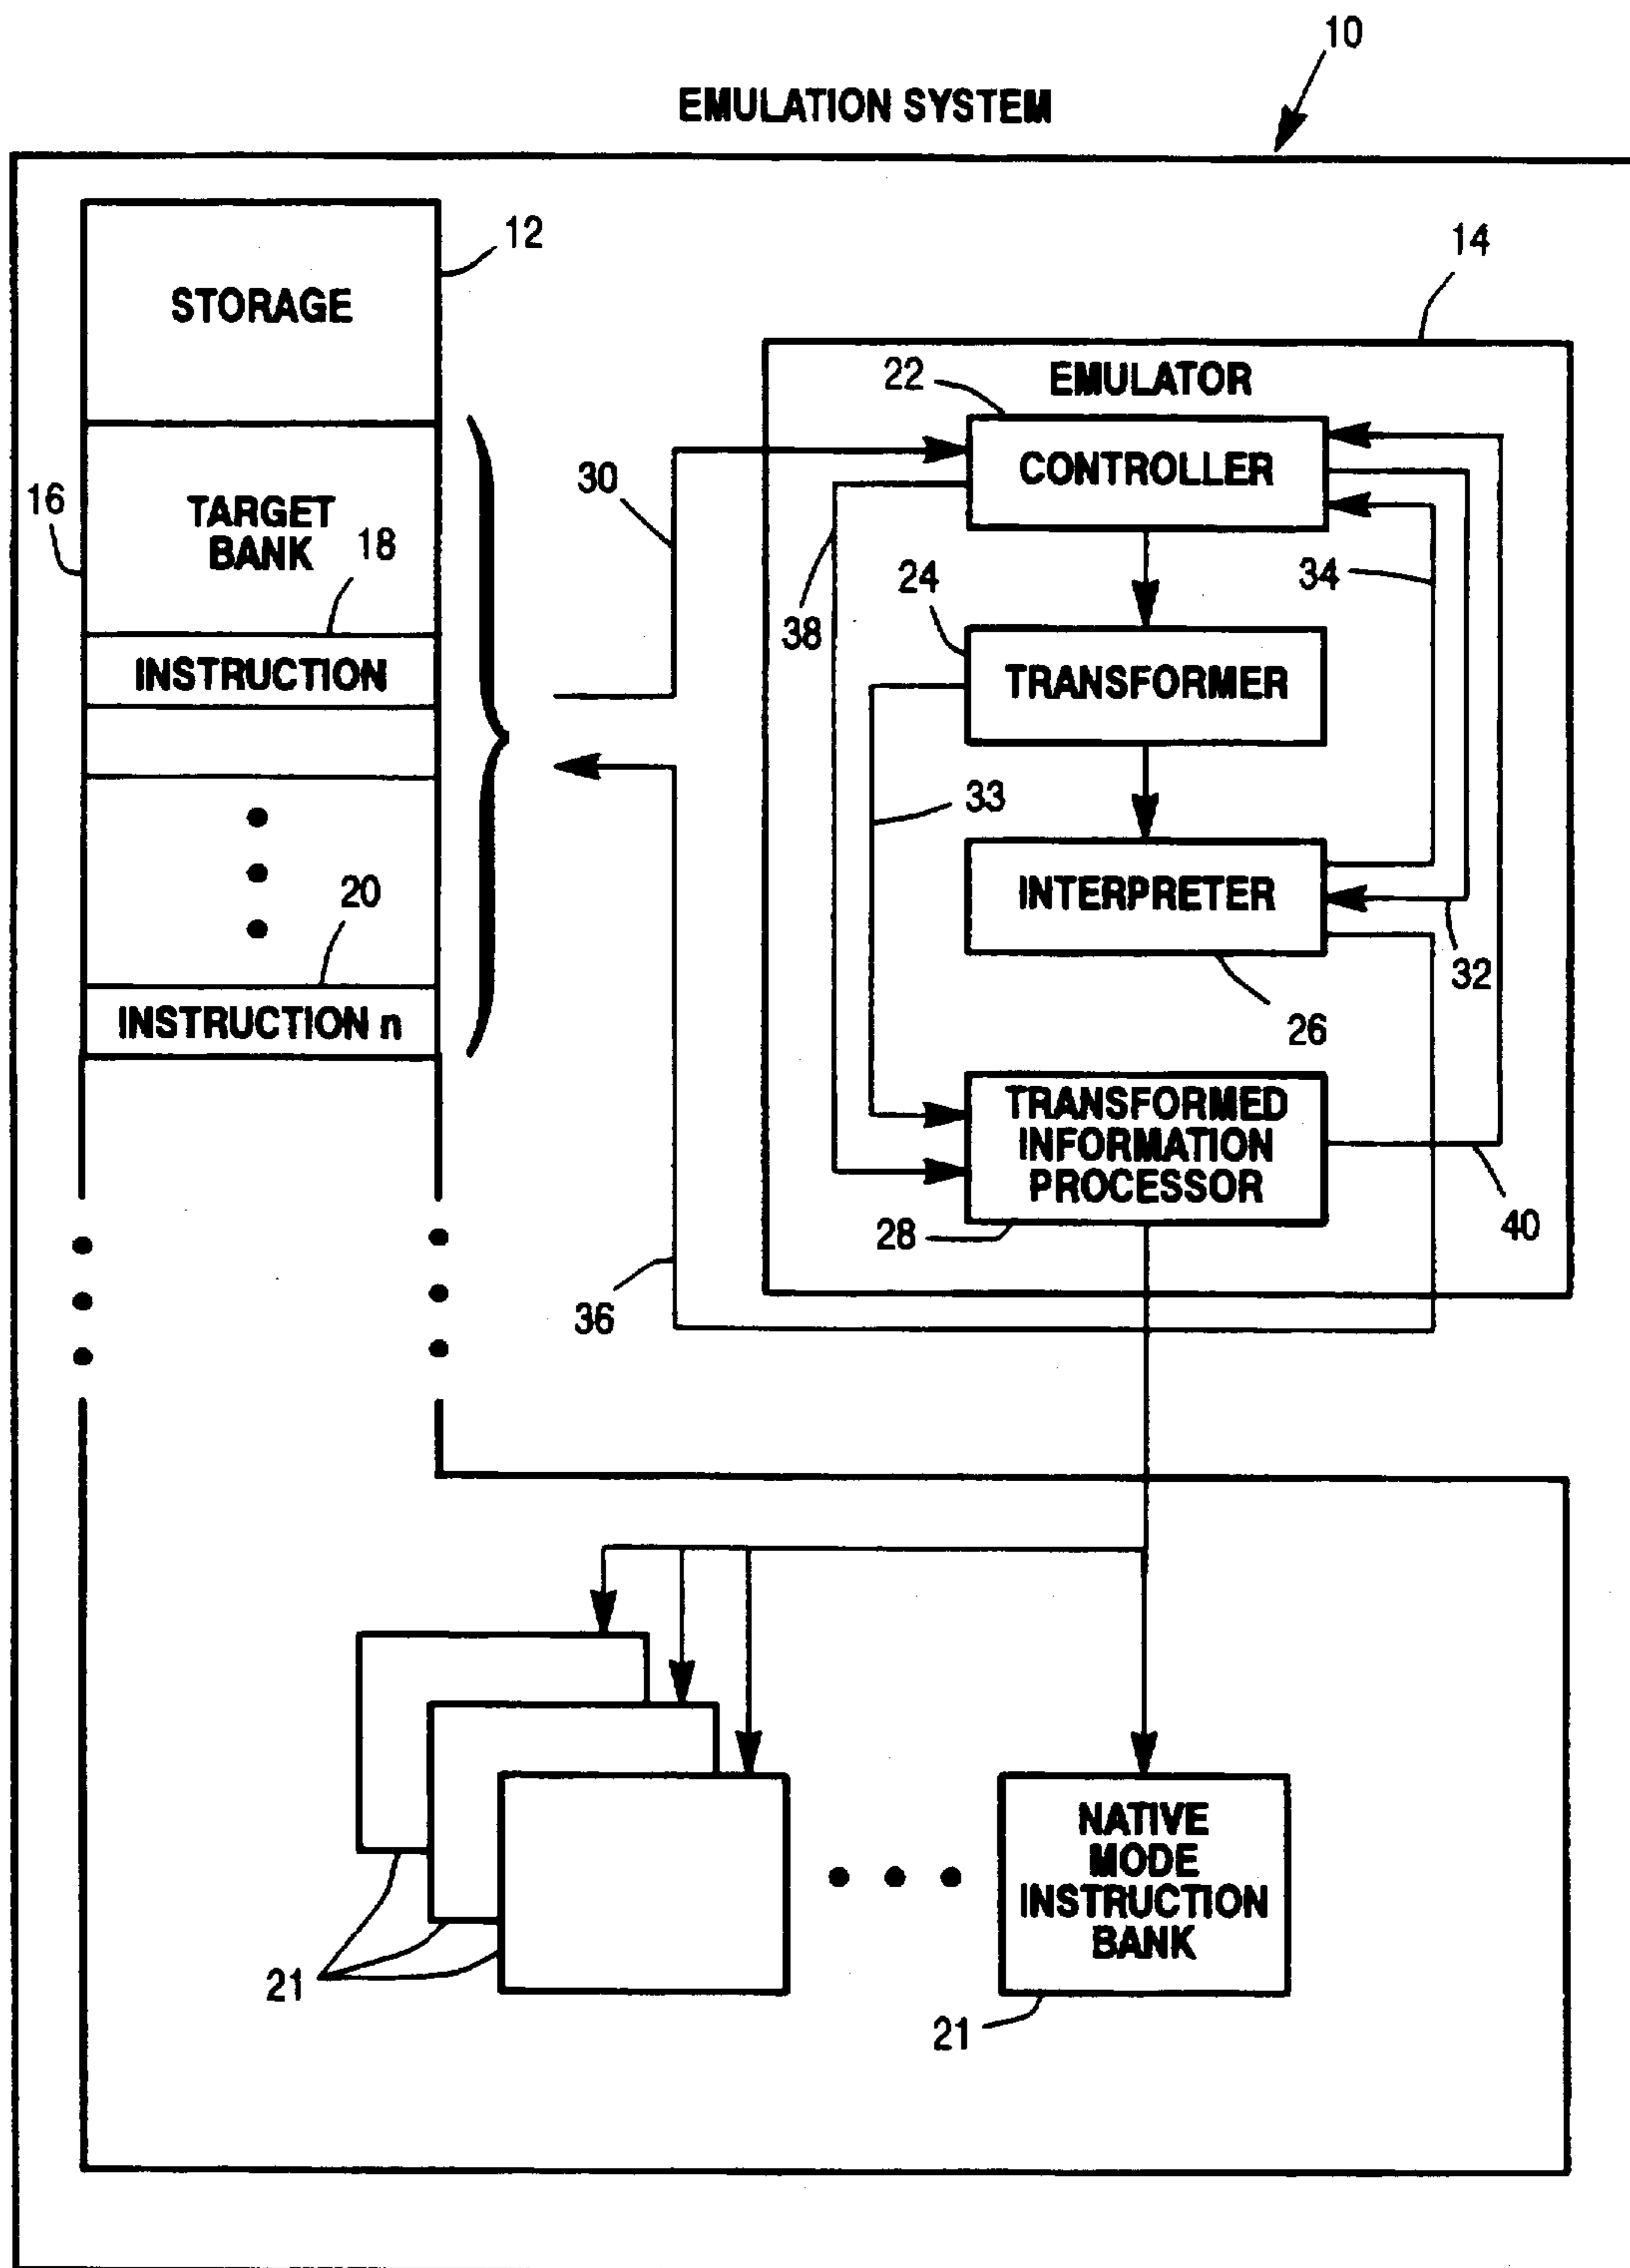 10
EMULATION SYSTEM
12
STORAGE
14
EMULATOR
22
CONTROLLER
30
16
TARGET
BANK
18
38
24
34
INSTRUCTION
TRANSFORMER
33
INTERPRETER
20
32
26
INSTRUCTION n
TRANSFORMED
INFORMATION
PROCESSOR
28
40
36
NATIVE
MODE
INSTRUCTION
BANK
21
21